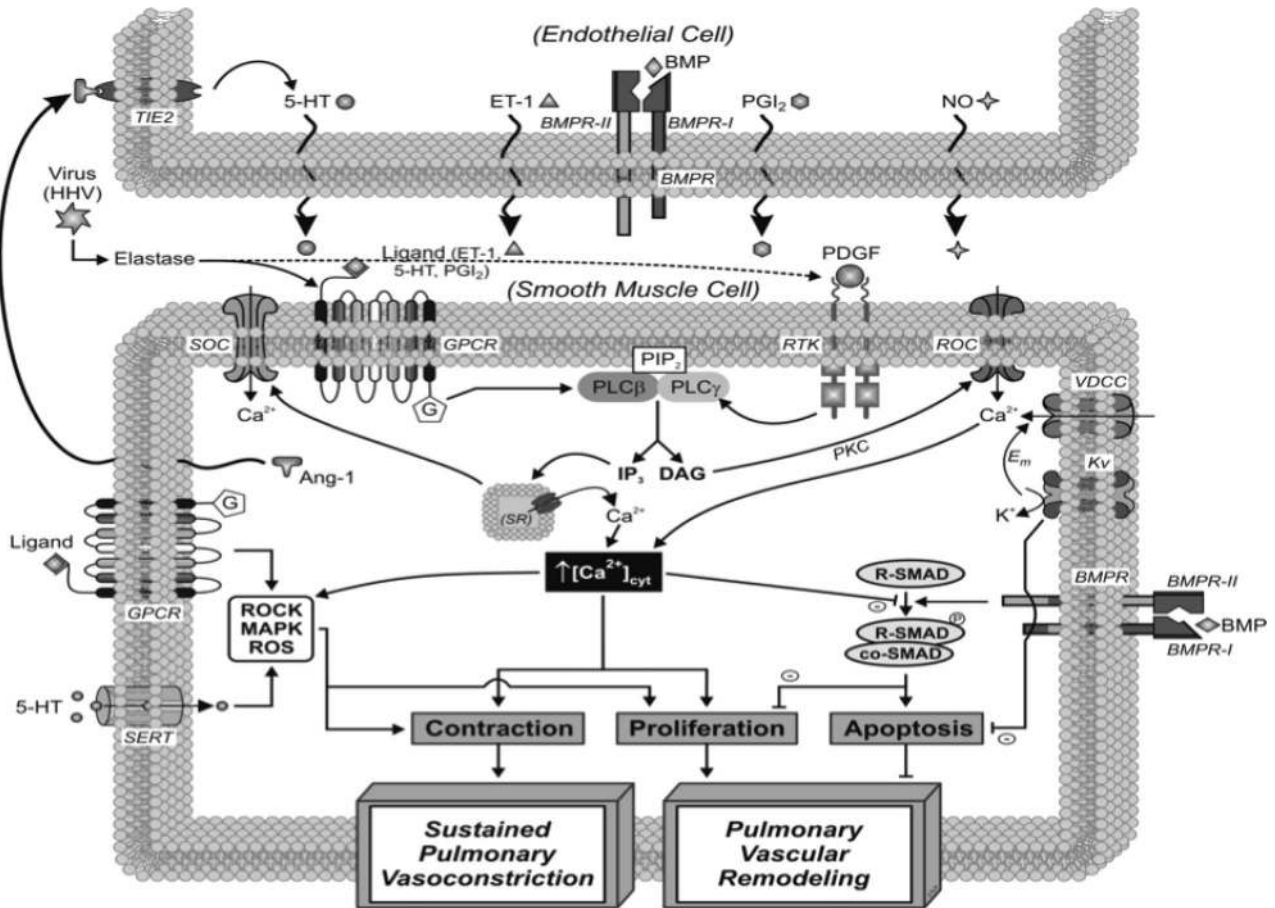 (Endothelial Cell)
BMP
5-HT
ET-1
PGI₂
NO
TIE2
BMPR-II
BMPR-I
BMPR
Virus
(HHV)
Elastase
Ligand (ET-1,
5-HT, PGI₂)
PDGF
(Smooth Muscle Cell)
SOC
GPCR
RTK
ROC
PIP₂
PLCβ
PLCγ
VDCC
G
Ca²⁺
Ca²⁺
PKC
Eₘ
Kv
IP₃
DAG
Ang-1
G
(SR)
Ca²⁺
K⁺
Ligand
↑[Ca²⁺]cyt
R-SMAD
BMPR
BMPR-II
GPCR
ROCK
MAPK
ROS
-
P
R-SMAD
co-SMAD
BMP
BMPR-I
-
5-HT
SERT
Contraction
Proliferation
Apoptosis
-
Sustained
Pulmonary
Vasoconstriction
Pulmonary
Vascular
Remodeling